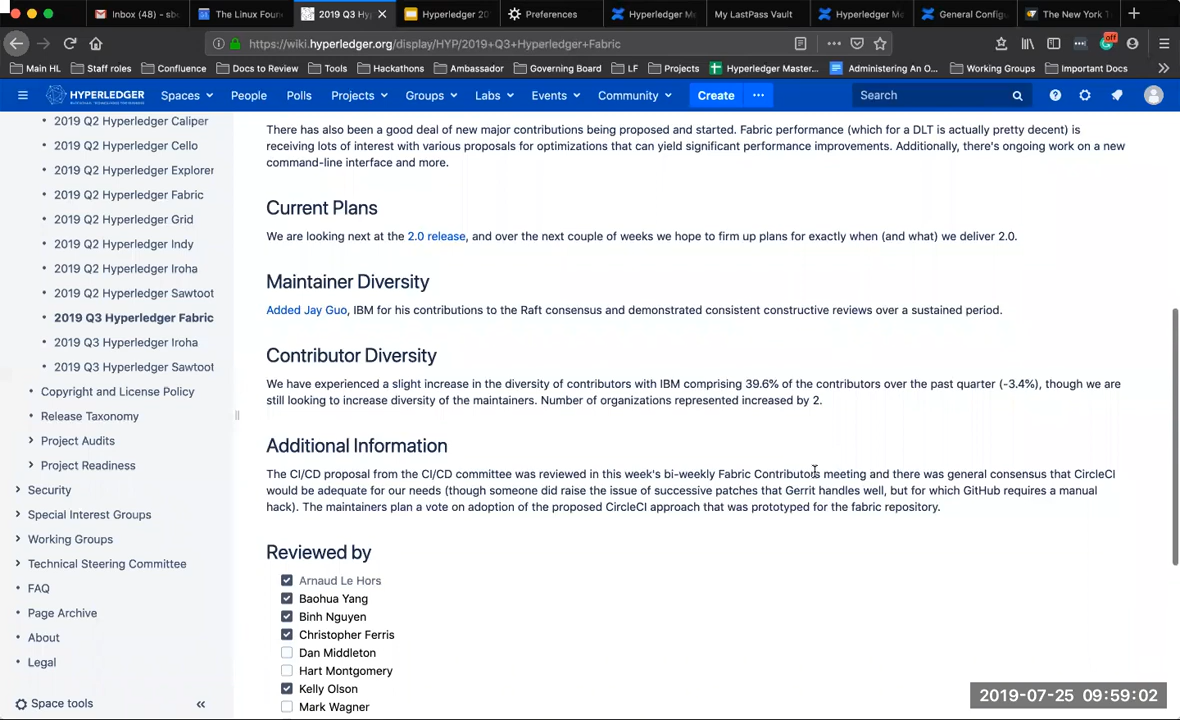 Inbox (48) – sb
The Linux Foun
2019 Q3 Hy
Hyperledger 20
Preferences
Hyperledger M
My LastPass Vault
Hyperledger M
General Config
The New York T
https://wiki.hyperledger.org/display/HYP/2019+Q3+Hyperledger+Fabric
off
Main HL
Staff roles
Confluence
Docs to Review
Tools
Hackathons
Ambassador
Governing Board
LF
Projects
Hyperledger Master...
Administering An O...
Working Groups
Important Docs
HYPERLEDGER
Spaces
People
Polls
Projects
Groups
Labs
Events
Community
Create
Search
2019 Q2 Hyperledger Caliper
2019 Q2 Hyperledger Cello
2019 Q2 Hyperledger Explorer
2019 Q2 Hyperledger Fabric
2019 Q2 Hyperledger Grid
2019 Q2 Hyperledger Indy
2019 Q2 Hyperledger Iroha
2019 Q2 Hyperledger Sawtoot
2019 Q3 Hyperledger Fabric
2019 Q3 Hyperledger Iroha
2019 Q3 Hyperledger Sawtoot
Copyright and License Policy
Release Taxonomy
Project Audits
Project Readiness
Security
Special Interest Groups
Working Groups
Technical Steering Committee
FAQ
Page Archive
About
Legal
Space tools
There has also been a good deal of new major contributions being proposed and started. Fabric performance (which for a DLT is actually pretty decent) is
receiving lots of interest with various proposals for optimizations that can yield significant performance improvements. Additionally, there's ongoing work on a new
command-line interface and more.
Current Plans
We are looking next at the 2.0 release, and over the next couple of weeks we hope to firm up plans for exactly when (and what) we deliver 2.0.
Maintainer Diversity
Added Jay Guo, IBM for his contributions to the Raft consensus and demonstrated consistent constructive reviews over a sustained period.
Contributor Diversity
We have experienced a slight increase in the diversity of contributors with IBM comprising 39.6% of the contributors over the past quarter (-3.4%), though we are
still looking to increase diversity of the maintainers. Number of organizations represented increased by 2.
Additional Information
The CI/CD proposal from the CI/CD committee was reviewed in this week's bi-weekly Fabric Contributors meeting and there was general consensus that CircleCI
would be adequate for our needs (though someone did raise the issue of successive patches that Gerrit handles well, but for which GitHub requires a manual
hack). The maintainers plan a vote on adoption of the proposed CircleCI approach that was prototyped for the fabric repository.
Reviewed by
Arnaud Le Hors
Baohua Yang
Binh Nguyen
Christopher Ferris
Dan Middleton
Hart Montgomery
Kelly Olson
Mark Wagner
2019-07-25 09:59:02